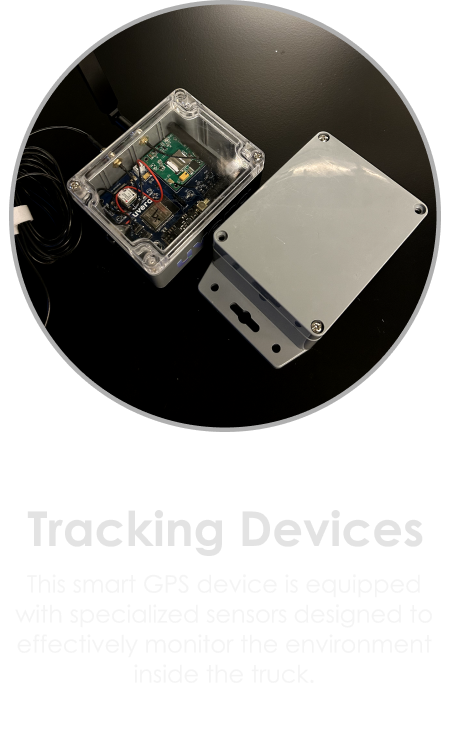 Tracking Devices
This smart GPS device is equipped
with specialized sensors designed to
effectively monitor the environment
inside the truck.